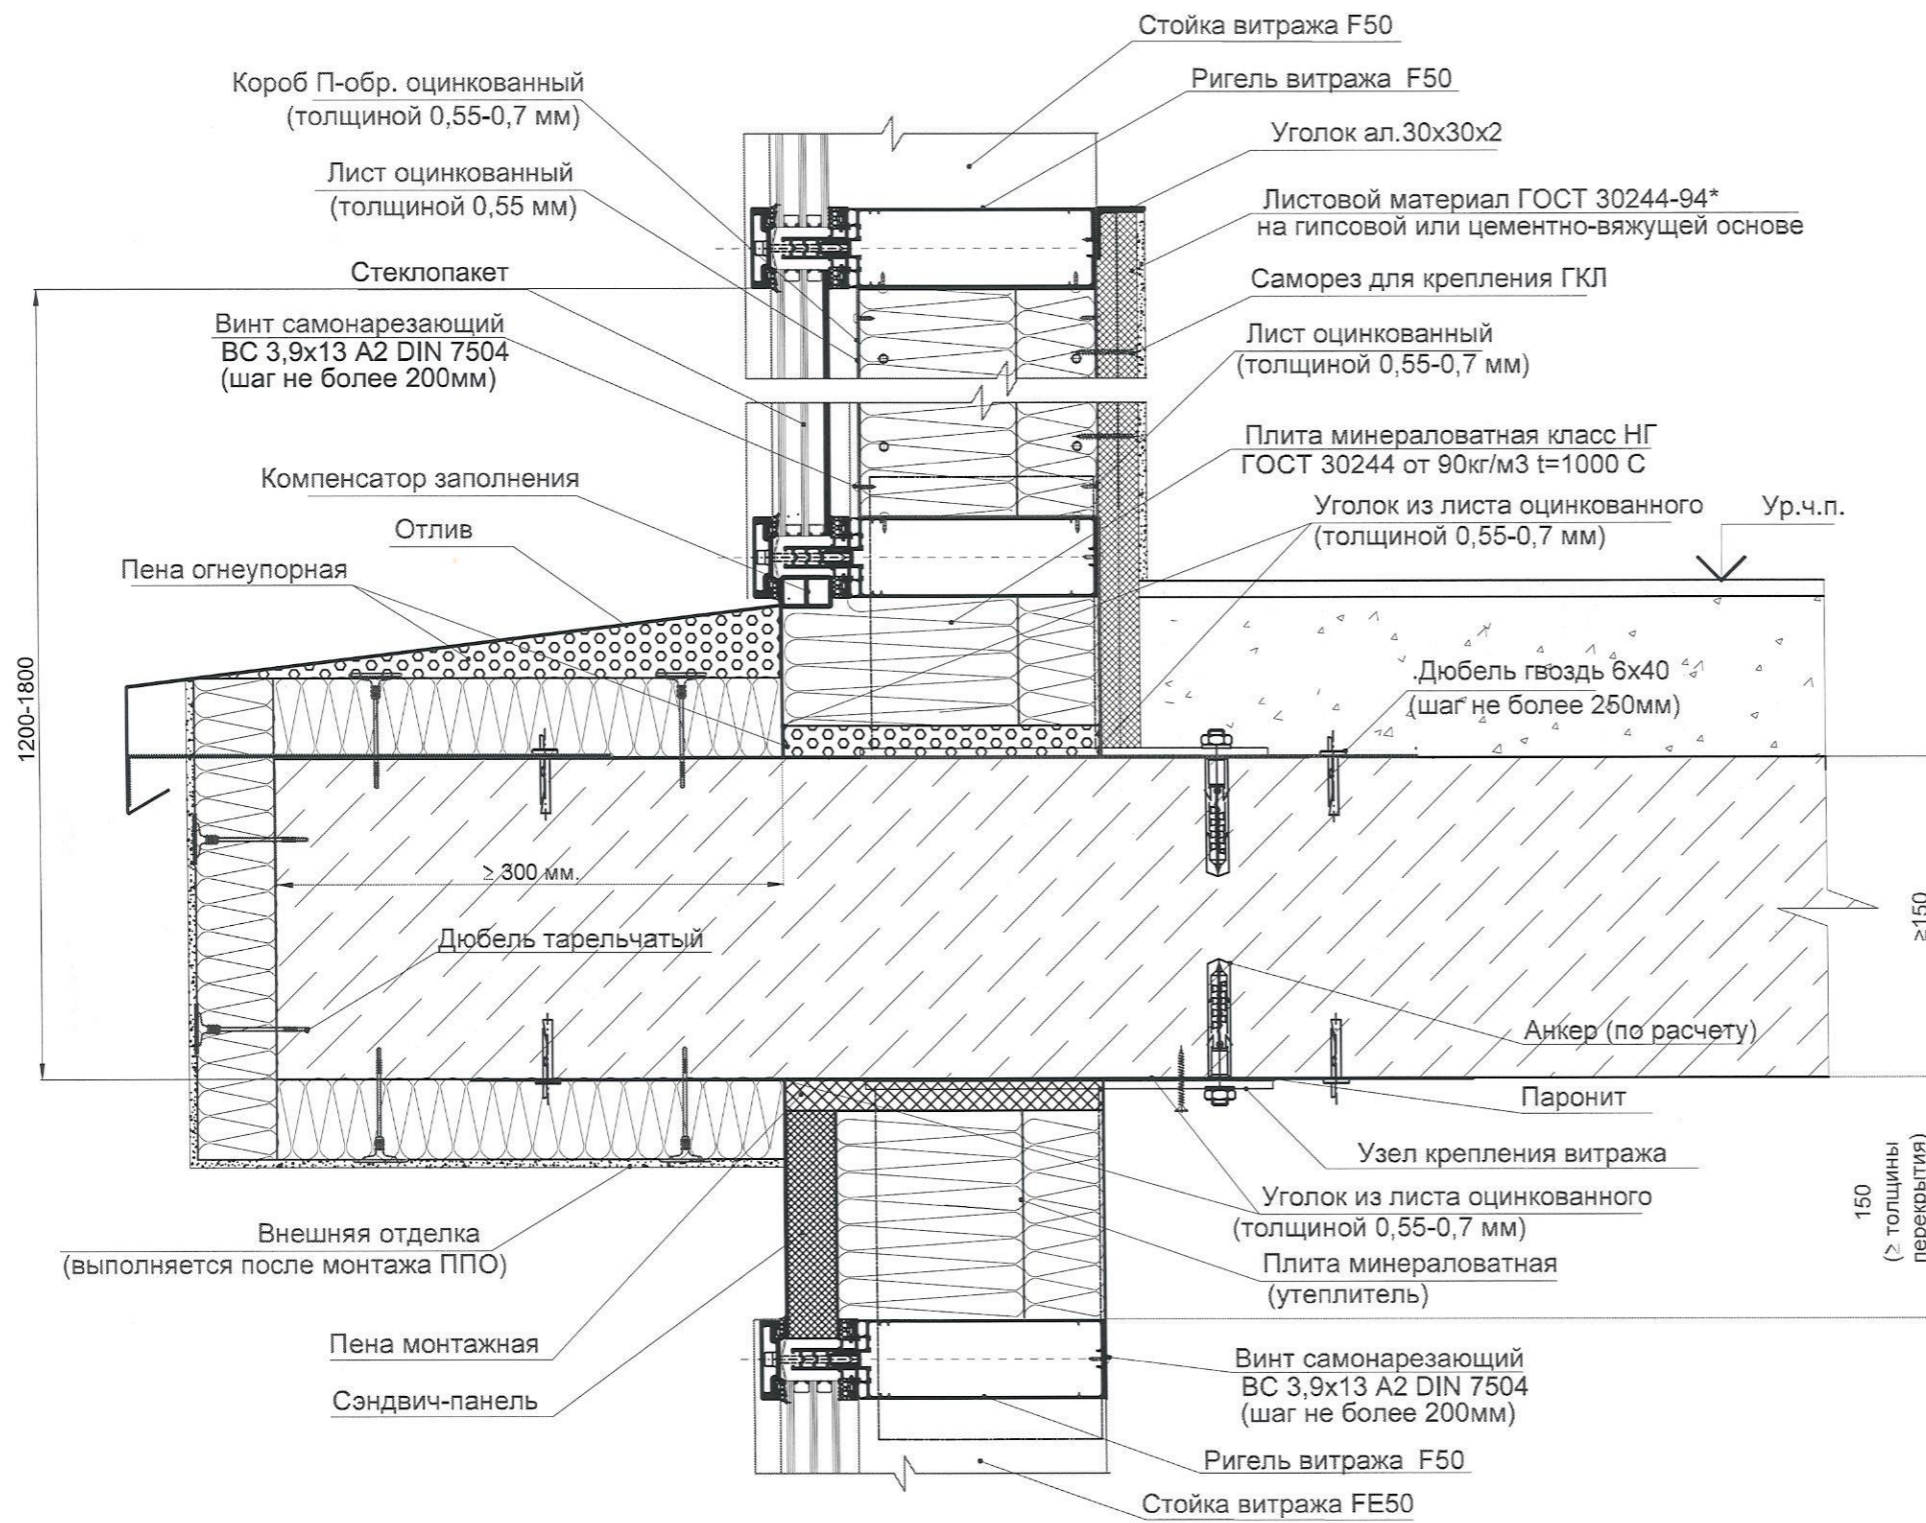 Стойка витража F50
Ригель витража F50
Уголок ал.30х30х2
Листовой материал ГОСТ 30244-94*
на гипсовой или цементно-вяжущей основе
Саморез для крепления ГКЛ
Лист оцинкованный
(толщиной 0,55-0,7 мм)
Плита минераловатная класс НГ
ГОСТ 30244 от 90кг/м3 t=1000 С
Уголок из листа оцинкованного
(толщиной 0,55-0,7 мм)
Ур.ч.п.
Короб П-обр. оцинкованный
(толщиной 0,55-0,7 мм)
Лист оцинкованный
(толщиной 0,55 мм)
Стеклопакет
Винт самонарезающий
ВС 3,9х13 А2 DIN 7504
(шаг не более 200мм)
Компенсатор заполнения
Отлив
Пена огнеупорная
1200-1800
.Дюбель гвоздь 6х40
(шаг не более 250мм)
≥ 300 мм.
Дюбель тарельчатый
≥150
Анкер (по расчету)
Паронит
Узел крепления витража
Уголок из листа оцинкованного
(толщиной 0,55-0,7 мм)
Плита минераловатная
(утеплитель)
150
(≥ толщины
перекрытия)
Внешняя отделка
(выполняется после монтажа ППО)
Пена монтажная
Сэндвич-панель
Винт самонарезающий
ВС 3,9х13 А2 DIN 7504
(шаг не более 200мм)
Ригель витража F50
Стойка витража FE50